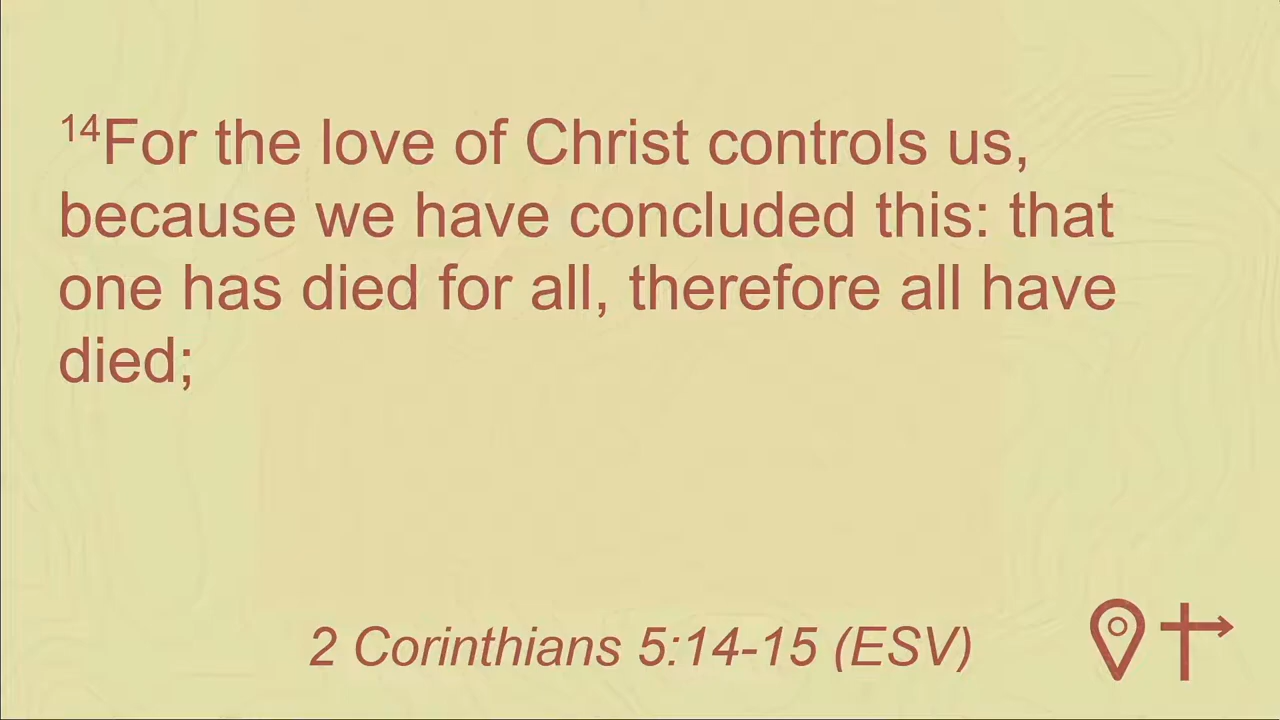 14For the love of Christ controls us,
because we have concluded this: that
one has died for all, therefore all have
died;
2 Corinthians 5:14-15 (ESV)